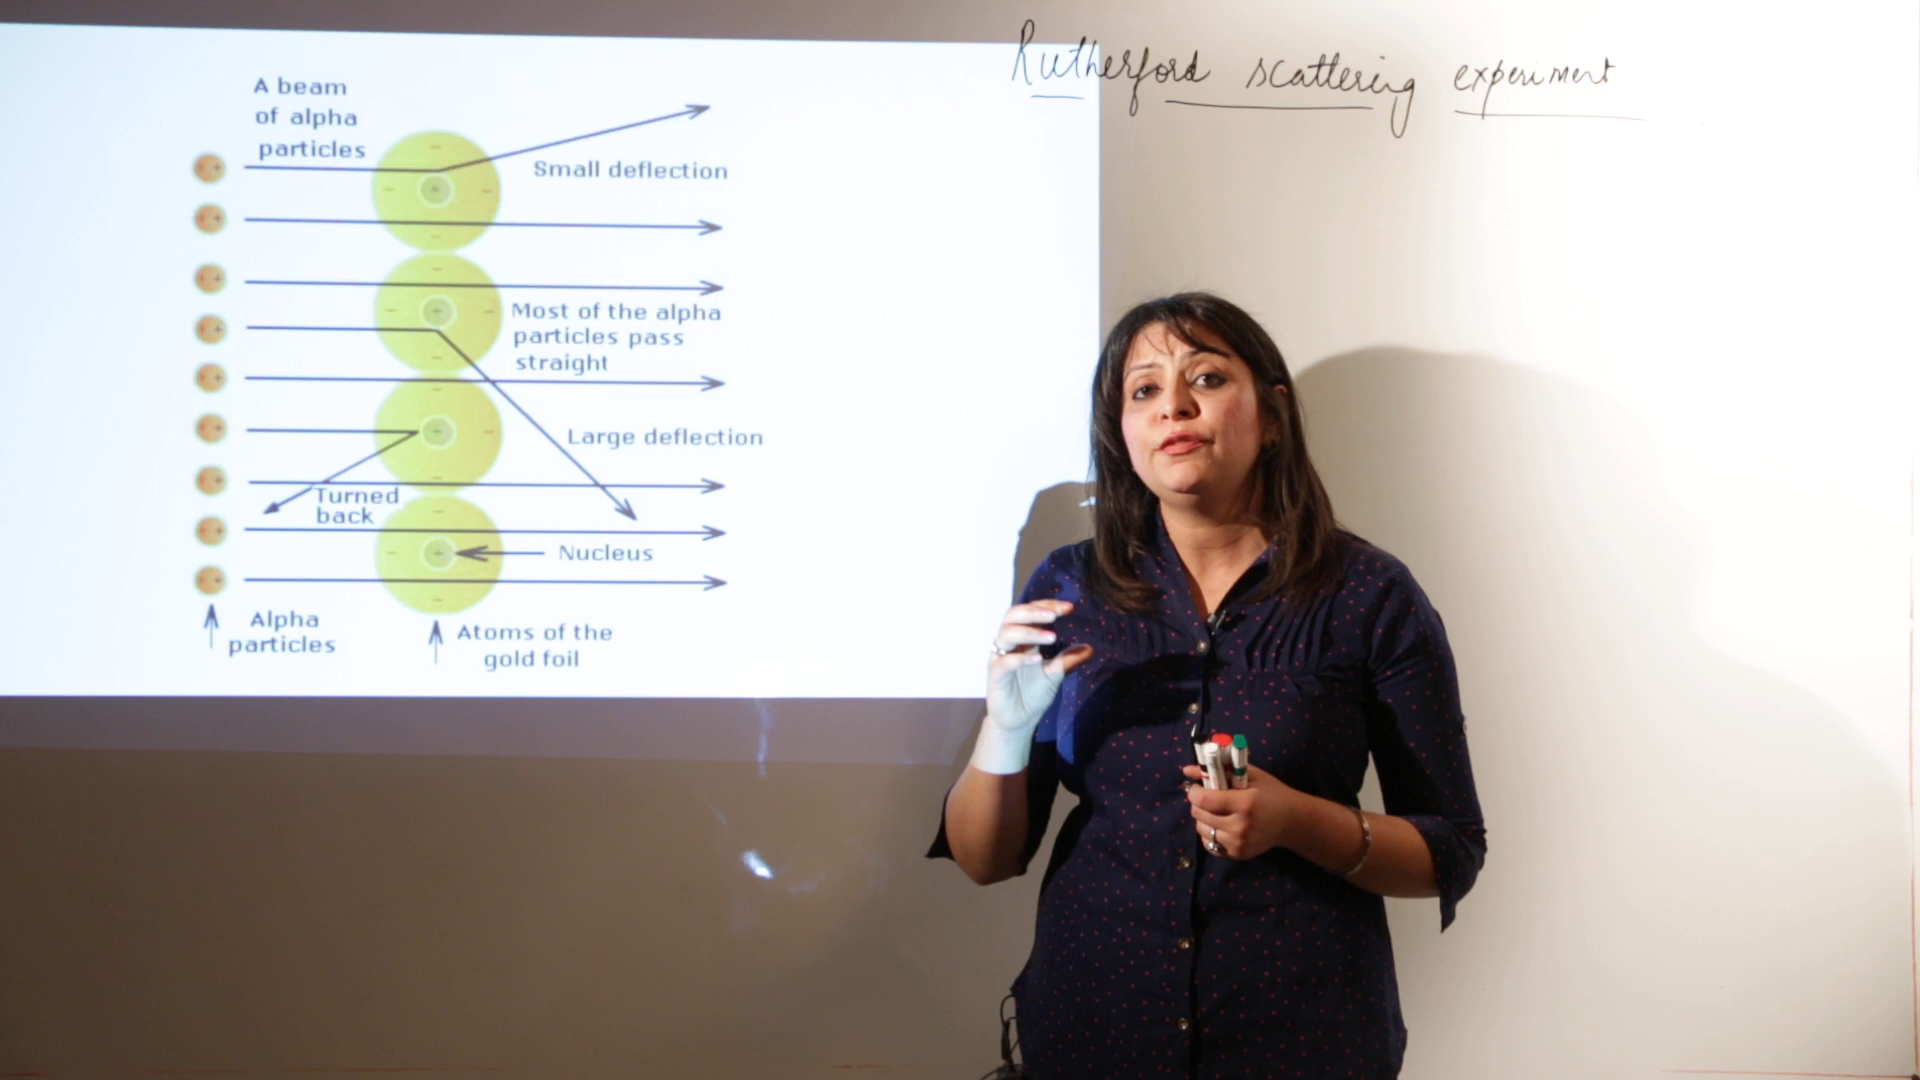 Rutherford scattering experiment
A beam
of alpha
particles
Small deflection
Most of the alpha
particles pass
straight
Large deflection
Turned
back
Nucleus
Alpha
particles
Atoms of the
gold foil